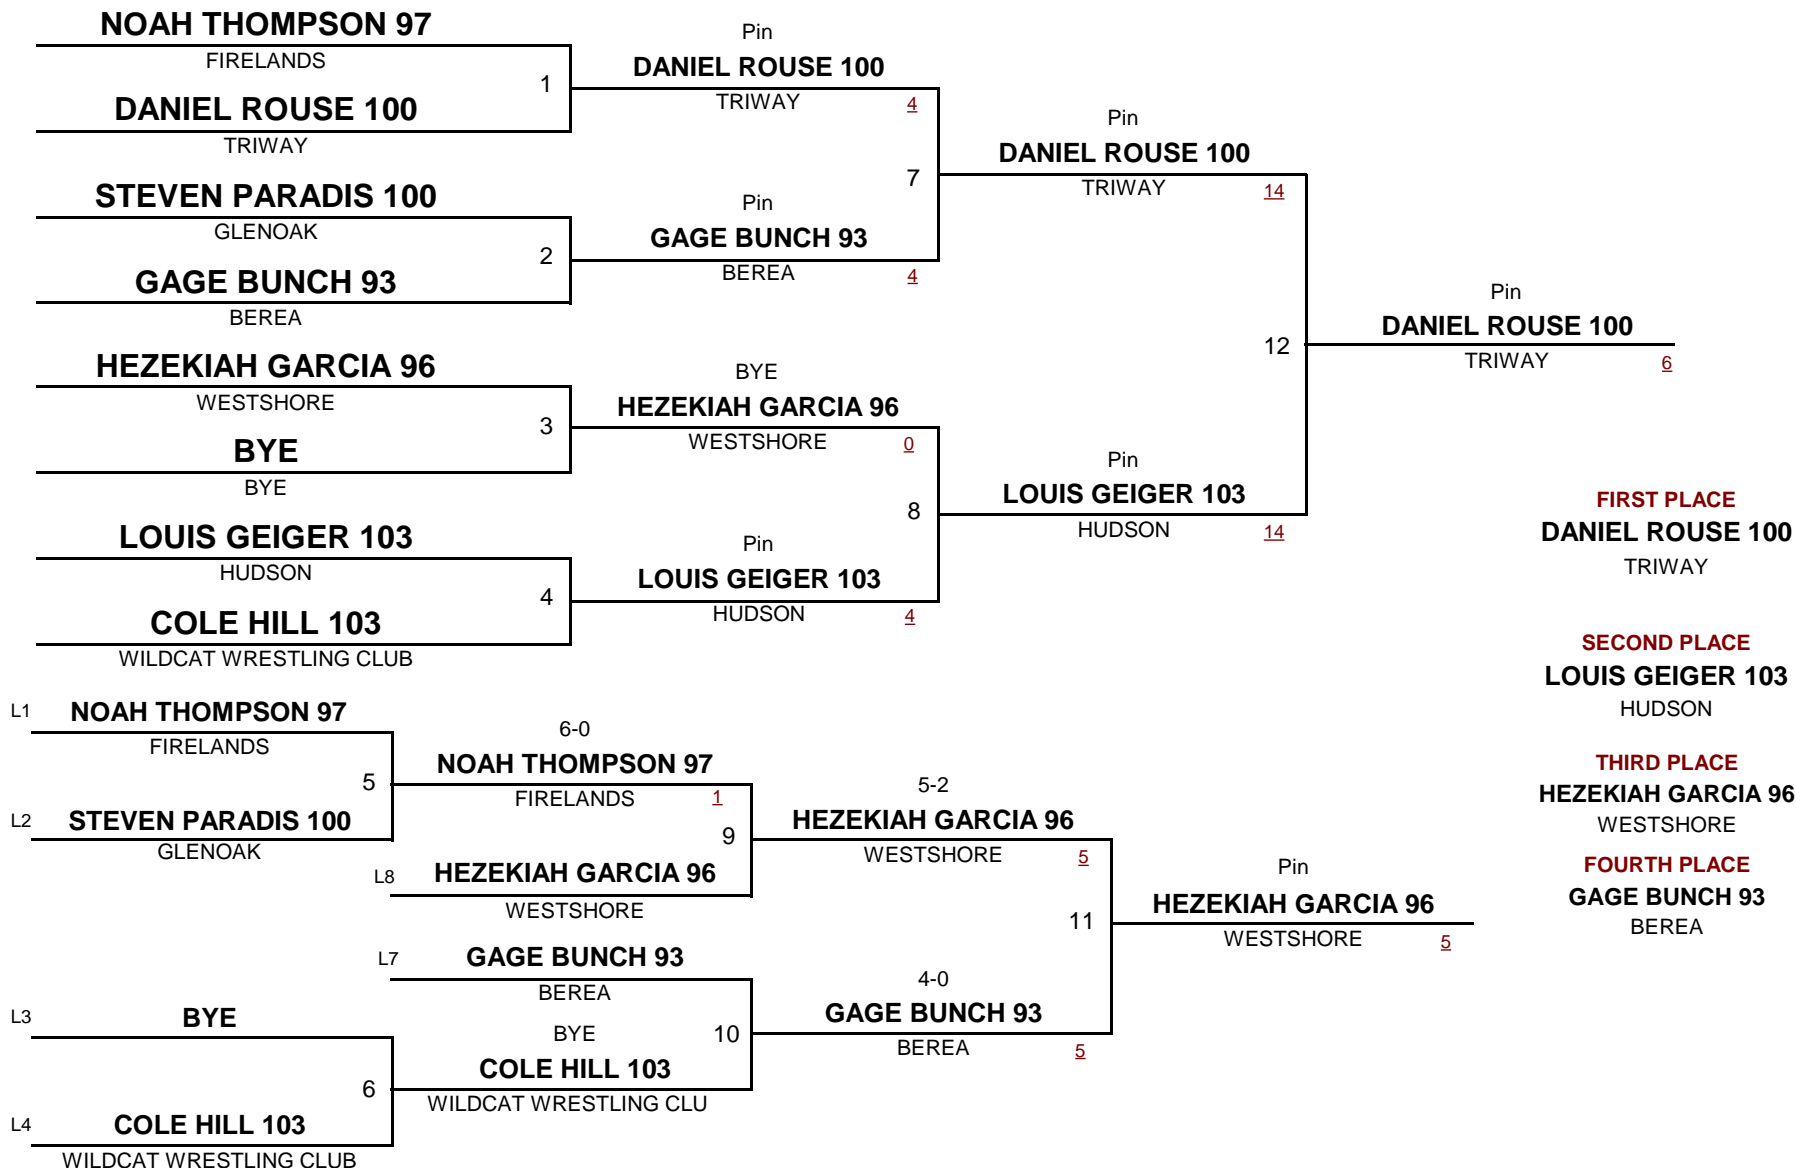 NOAH THOMPSON 97
FIRELANDS
1
DANIEL ROUSE 100
TRIWAY
STEVEN PARADIS 100
GLENOAK
2
GAGE BUNCH 93
BEREA
HEZEKIAH GARCIA 96
WESTSHORE
3
BYE
BYE
LOUIS GEIGER 103
HUDSON
4
COLE HILL 103
WILDCAT WRESTLING CLUB
Pin
DANIEL ROUSE 100
TRIWAY 4
7
Pin
GAGE BUNCH 93
BEREA 4
BYE
HEZEKIAH GARCIA 96
WESTSHORE 0
8
Pin
LOUIS GEIGER 103
HUDSON 4
Pin
DANIEL ROUSE 100
TRIWAY 14
12
Pin
LOUIS GEIGER 103
HUDSON 14
Pin
DANIEL ROUSE 100
TRIWAY 6
FIRST PLACE
DANIEL ROUSE 100
TRIWAY
SECOND PLACE
LOUIS GEIGER 103
HUDSON
THIRD PLACE
HEZEKIAH GARCIA 96
WESTSHORE
FOURTH PLACE
GAGE BUNCH 93
BEREA
L1 NOAH THOMPSON 97
FIRELANDS
5
L2 STEVEN PARADIS 100
GLENOAK
L3 BYE
6
L4 COLE HILL 103
WILDCAT WRESTLING CLUB
6-0
NOAH THOMPSON 97
FIRELANDS 1
9
L8 HEZEKIAH GARCIA 96
WESTSHORE
L7 GAGE BUNCH 93
BEREA
BYE 10
COLE HILL 103
WILDCAT WRESTLING CLU
5-2
HEZEKIAH GARCIA 96
WESTSHORE 5
11
4-0
GAGE BUNCH 93
BEREA 5
Pin
HEZEKIAH GARCIA 96
WESTSHORE 5